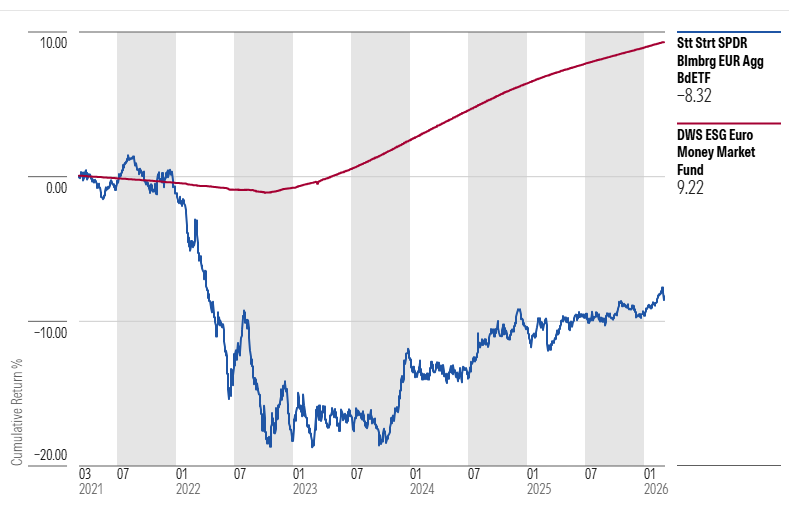 10.00
0.00
−10.00
−20.00
Cumulative Return %
03 07 01 07 01 07 01 07 01 07 01
2021 2022 2023 2024 2025 2026
Stt Strt SPDR
Blmbrg EUR Agg
BdETF
−8.32
DWS ESG Euro
Money Market
Fund
9.22